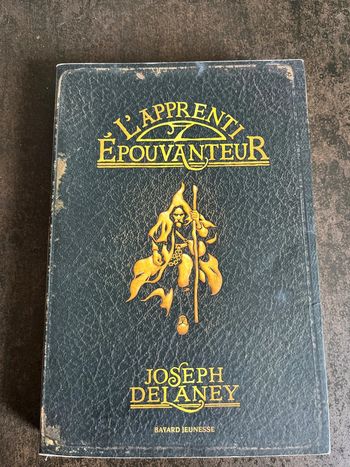 L'APPRENTI
ÉPOUVANTEUR
JOSEPH
DELANEY
BAYARD JEUNESSE